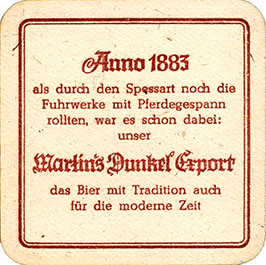 Anno 1883
als durch den Spessart noch die
Fuhrwerke mit Pferdegespann
rollten, war es schon dabei:
unser
Martin's Dunkel Export
das Bier mit Tradition auch
für die moderne Zeit